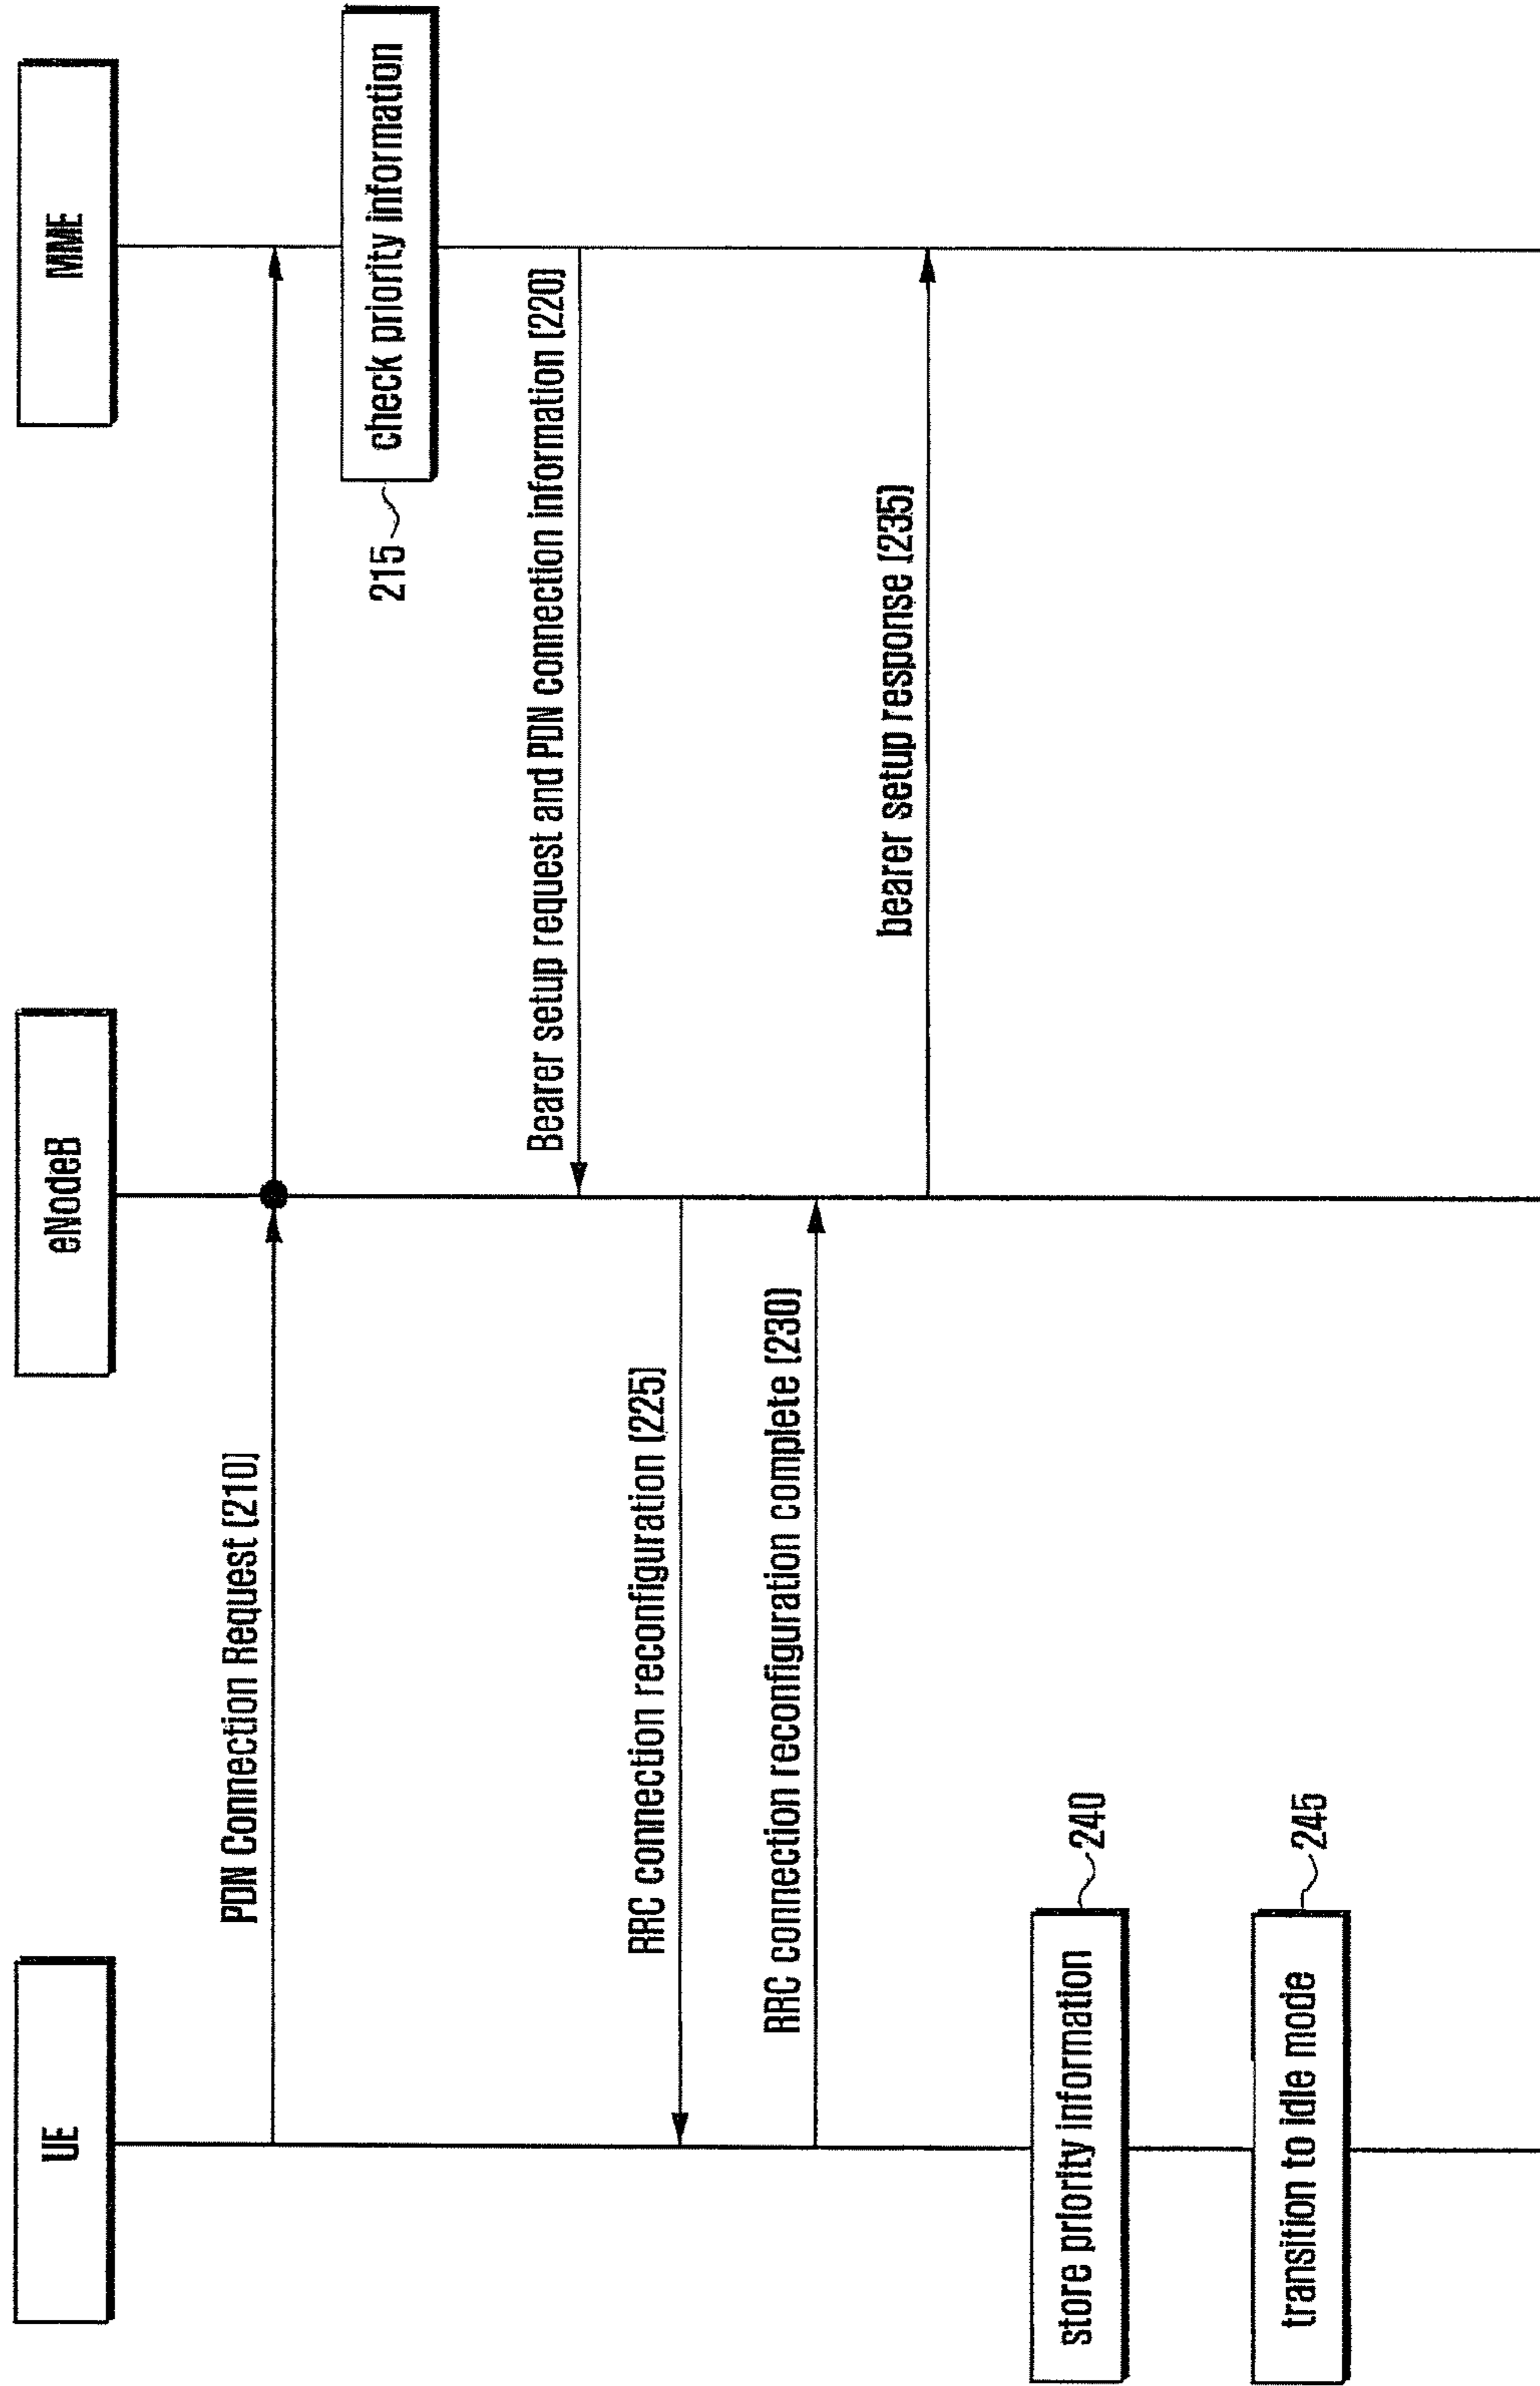 UE
eNodeB
MME
PDN Connection Request (210)
check priority information
215
Bearer setup request and PDN connection information (220)
RRC connection reconfiguration (225)
RRC connection reconfiguration complete (230)
bearer setup response (235)
store priority information
240
transition to idle mode
245